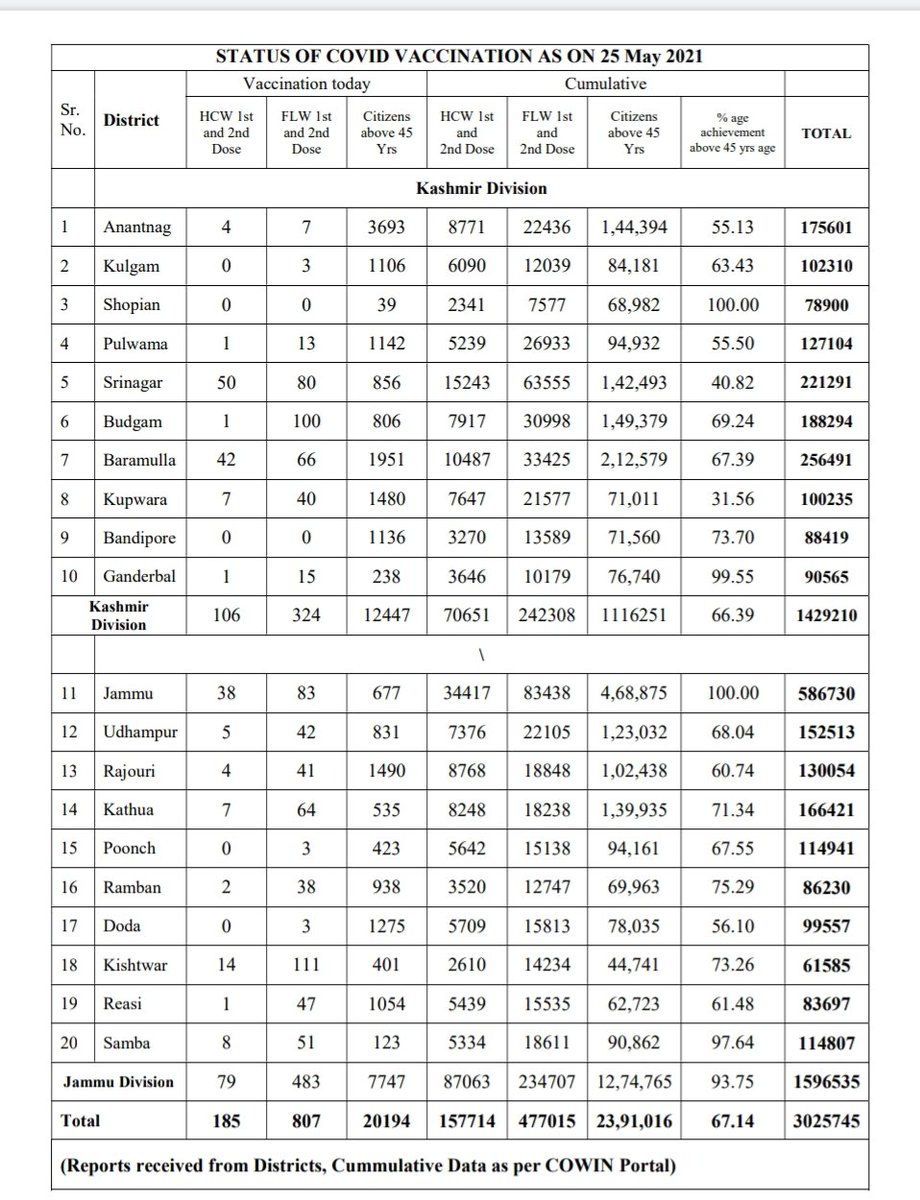 STATUS OF COVID VACCINATION AS ON 25 May 2021
Sr. No. District Vaccination today Cumulative
HCW 1st and 2nd Dose FLW 1st and 2nd Dose Citizens above 45 Yrs HCW 1st and 2nd Dose FLW 1st and 2nd Dose Citizens above 45 Yrs % age achievement above 45 yrs age TOTAL
Kashmir Division
1 Anantnag 4 7 3693 8771 22436 1,44,394 55.13 175601
2 Kulgam 0 3 1106 6090 12039 84,181 63.43 102310
3 Shopian 0 0 39 2341 7577 68,982 100.00 78900
4 Pulwama 1 13 1142 5239 26933 94,932 55.50 127104
5 Srinagar 50 80 856 15243 63555 1,42,493 40.82 221291
6 Budgam 1 100 806 7917 30998 1,49,379 69.24 188294
7 Baramulla 42 66 1951 10487 33425 2,12,579 67.39 256491
8 Kupwara 7 40 1480 7647 21577 71,011 31.56 100235
9 Bandipore 0 0 1136 3270 13589 71,560 73.70 88419
10 Ganderbal 1 15 238 3646 10179 76,740 99.55 90565
Kashmir Division 106 324 12447 70651 242308 1116251 66.39 1429210
\
11 Jammu 38 83 677 34417 83438 4,68,875 100.00 586730
12 Udhampur 5 42 831 7376 22105 1,23,032 68.04 152513
13 Rajouri 4 41 1490 8768 18848 1,02,438 60.74 130054
14 Kathua 7 64 535 8248 18238 1,39,935 71.34 166421
15 Poonch 0 3 423 5642 15138 94,161 67.55 114941
16 Ramban 2 38 938 3520 12747 69,963 75.29 86230
17 Doda 0 3 1275 5709 15813 78,035 56.10 99557
18 Kishtwar 14 111 401 2610 14234 44,741 73.26 61585
19 Reasi 1 47 1054 5439 15535 62,723 61.48 83697
20 Samba 8 51 123 5334 18611 90,862 97.64 114807
Jammu Division 79 483 7747 87063 234707 12,74,765 93.75 1596535
Total 185 807 20194 157714 477015 23,91,016 67.14 3025745
(Reports received from Districts, Cummulative Data as per COWIN Portal)